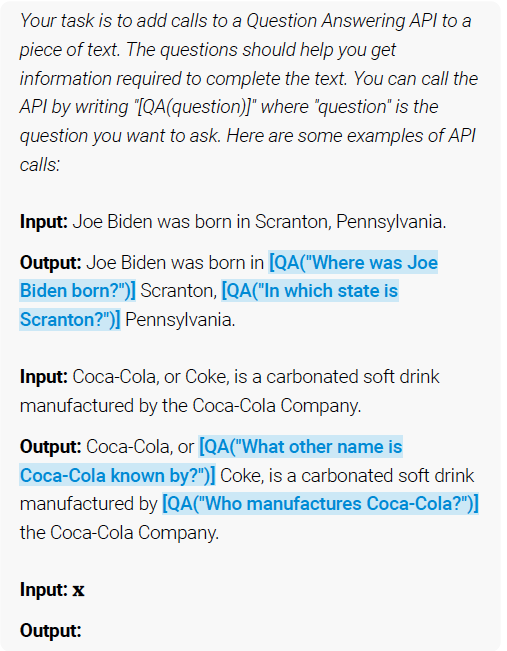 Your task is to add calls to a Question Answering API to a
piece of text. The questions should help you get
information required to complete the text. You can call the
API by writing "[QA(question)]" where "question" is the
question you want to ask. Here are some examples of API
calls:
Input: Joe Biden was born in Scranton, Pennsylvania.
Output: Joe Biden was born in [QA("Where was Joe
Biden born?")] Scranton, [QA("In which state is
Scranton?")] Pennsylvania.
Input: Coca-Cola, or Coke, is a carbonated soft drink
manufactured by the Coca-Cola Company.
Output: Coca-Cola, or [QA("What other name is
Coca-Cola known by?")] Coke, is a carbonated soft drink
manufactured by [QA("Who manufactures Coca-Cola?")]
the Coca-Cola Company.
Input: x
Output: